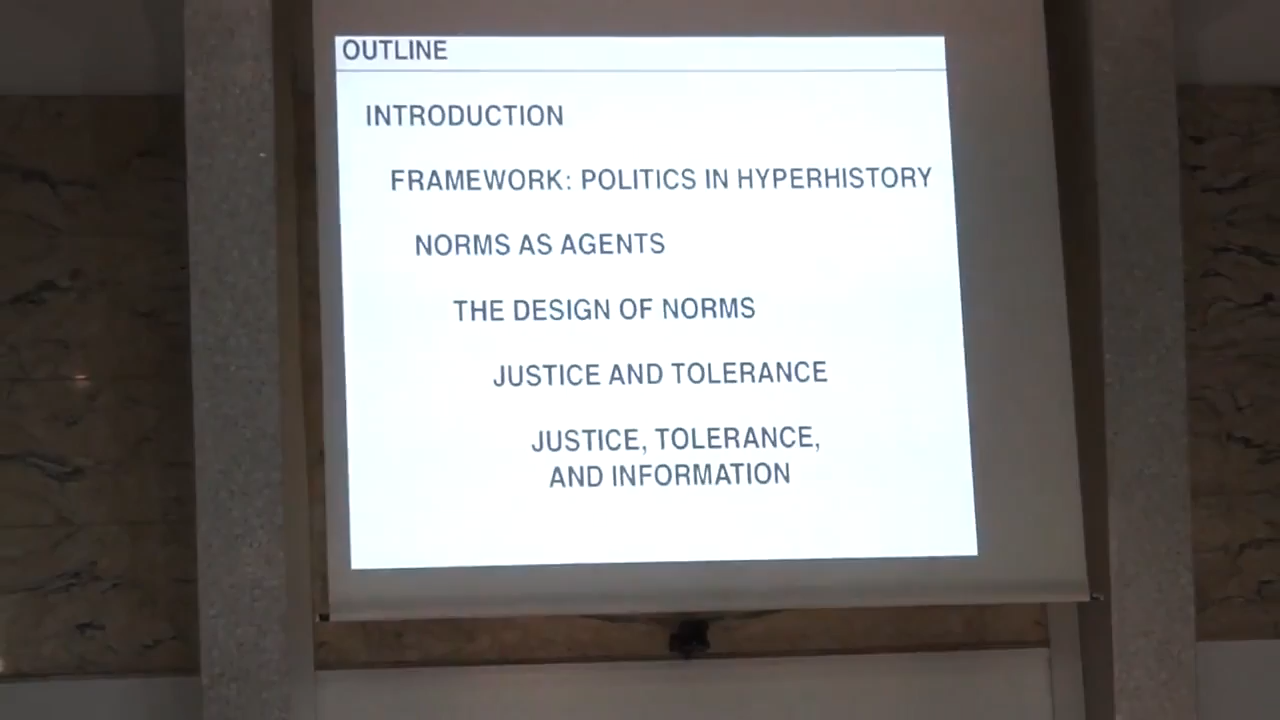 OUTLINE
INTRODUCTION
FRAMEWORK: POLITICS IN HYPERHISTORY
NORMS AS AGENTS
THE DESIGN OF NORMS
JUSTICE AND TOLERANCE
JUSTICE, TOLERANCE,
AND INFORMATION